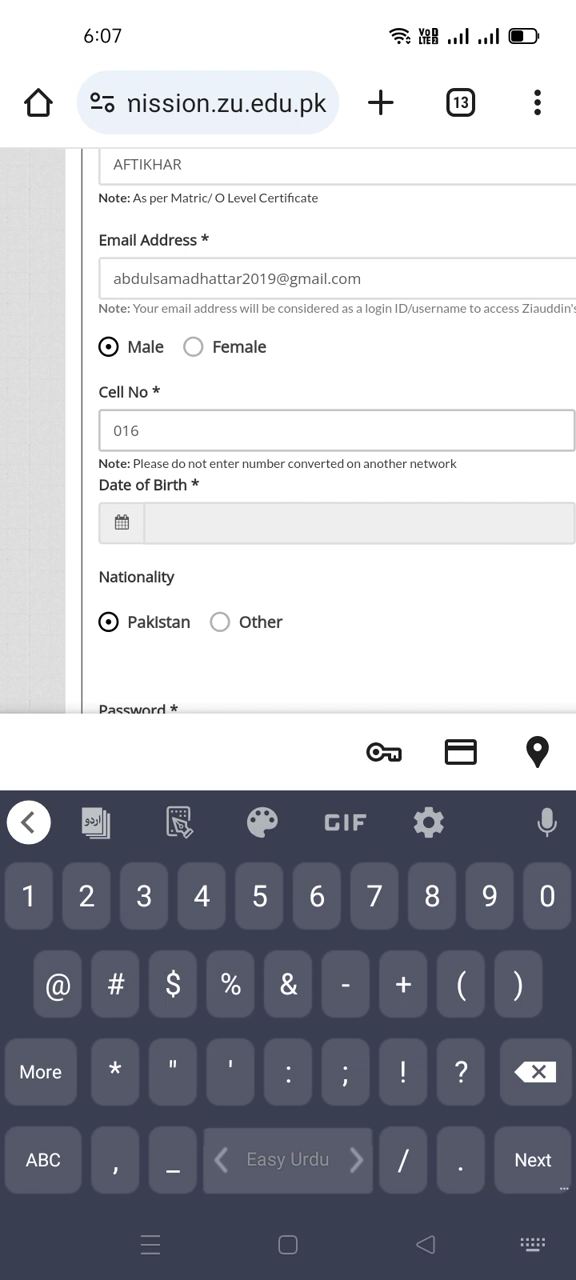 6:07
VoD LTE2
nission.zu.edu.pk
13
AFTIKHAR
Note: As per Matric/ O Level Certificate
Email Address *
abdulsamadhattar2019@gmail.com
Note: Your email address will be considered as a login ID/username to access Ziauddin's
Male Female
Cell No *
016
Note: Please do not enter number converted on another network
Date of Birth *
Nationality
Pakistan Other
Password *
اردو GIF
1 2 3 4 5 6 7 8 9 0
@ # $ % & - + ( )
More * " ' : ; ! ?
ABC , _ Easy Urdu / . Next